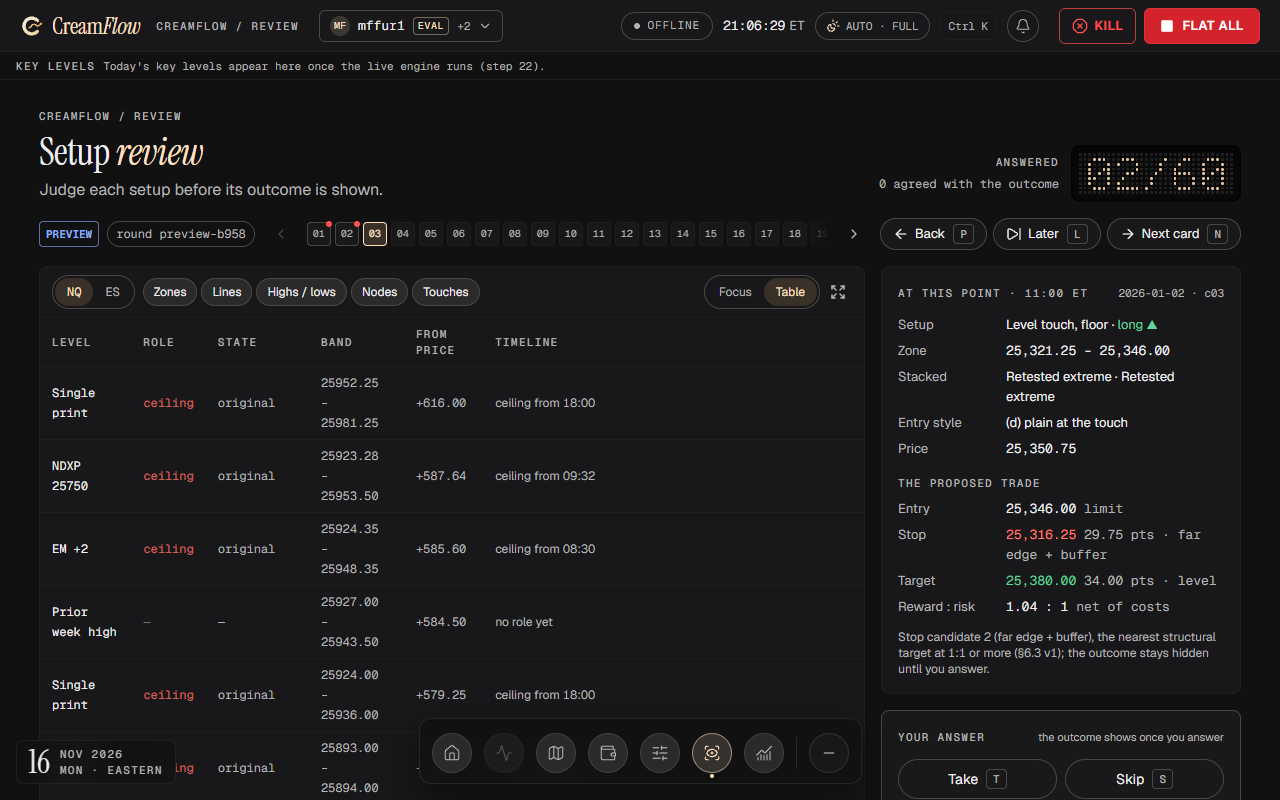 CreamFlow CREAMFLOW / REVIEW MF mffur1 EVAL +2 OFFLINE 21:06:29 ET AUTO · FULL Ctrl K KILL FLAT ALL
KEY LEVELS Today's key levels appear here once the live engine runs (step 22).
CREAMFLOW / REVIEW
Setup review
Judge each setup before its outcome is shown.
ANSWERED
0 agreed with the outcome
02/60
PREVIEW round preview-b958 01 02 03 04 05 06 07 08 09 10 11 12 13 14 15 16 17 18
Back P Later L Next card N
NQ ES Zones Lines Highs / lows Nodes Touches Focus Table
LEVEL ROLE STATE BAND FROM PRICE TIMELINE
Single print ceiling original 25952.25 – 25981.25 +616.00 ceiling from 18:00
NDXP 25750 ceiling original 25923.28 – 25953.50 +587.64 ceiling from 09:32
EM +2 ceiling original 25924.35 – 25948.35 +585.60 ceiling from 08:30
Prior week high – – 25927.00 – 25943.50 +584.50 no role yet
Single print ceiling original 25924.00 – 25936.00 +579.25 ceiling from 18:00
original 25893.00 – 25894.00
AT THIS POINT · 11:00 ET 2026-01-02 · c03
Setup Level touch, floor · long ▲
Zone 25,321.25 – 25,346.00
Stacked Retested extreme · Retested
extreme
Entry style (d) plain at the touch
Price 25,350.75
THE PROPOSED TRADE
Entry 25,346.00 limit
Stop 25,316.25 29.75 pts · far
edge + buffer
Target 25,380.00 34.00 pts · level
Reward : risk 1.04 : 1 net of costs
Stop candidate 2 (far edge + buffer), the nearest structural
target at 1:1 or more (§6.3 v1); the outcome stays hidden
until you answer.
YOUR ANSWER the outcome shows once you answer
Take T Skip S
16 NOV 2026
MON · EASTERN